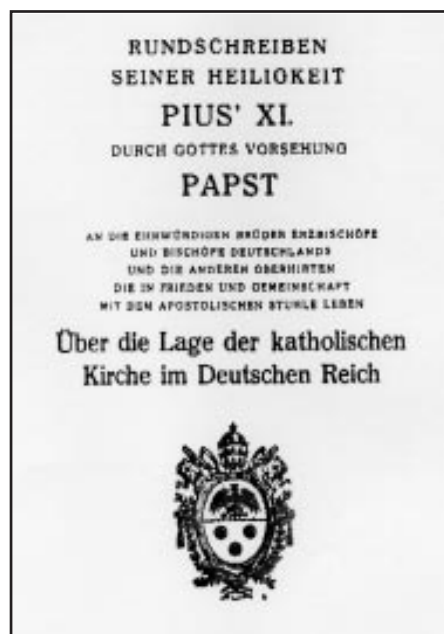 RUNDSCHREIBEN
SEINER HEILIGKEIT
PIUS' XI.
DURCH GOTTES VORSEHUNG
PAPST
AN DIE EHRWÜRDIGEN BRÜDER ERZBISCHÖFE
UND BISCHÖFE DEUTSCHLANDS
UND DIE ANDEREN OBERHIRTEN
DIE IN FRIEDEN UND GEMEINSCHAFT
MIT DEM APOSTOLISCHEN STUHLE LEBEN
Über die Lage der katholischen
Kirche im Deutschen Reich